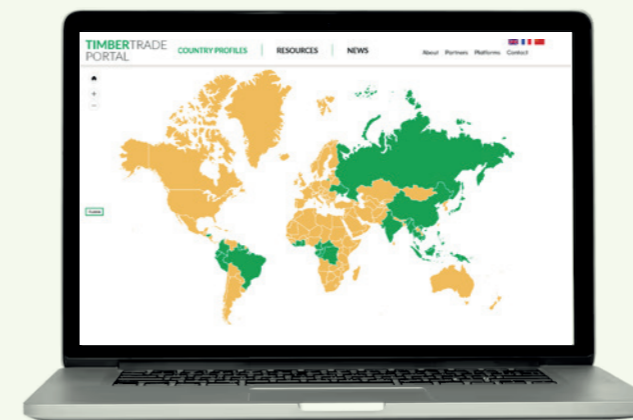 TIMBERTRADE
PORTAL
COUNTRY PROFILES
RESOURCES
NEWS
About Partners Platforms Contact